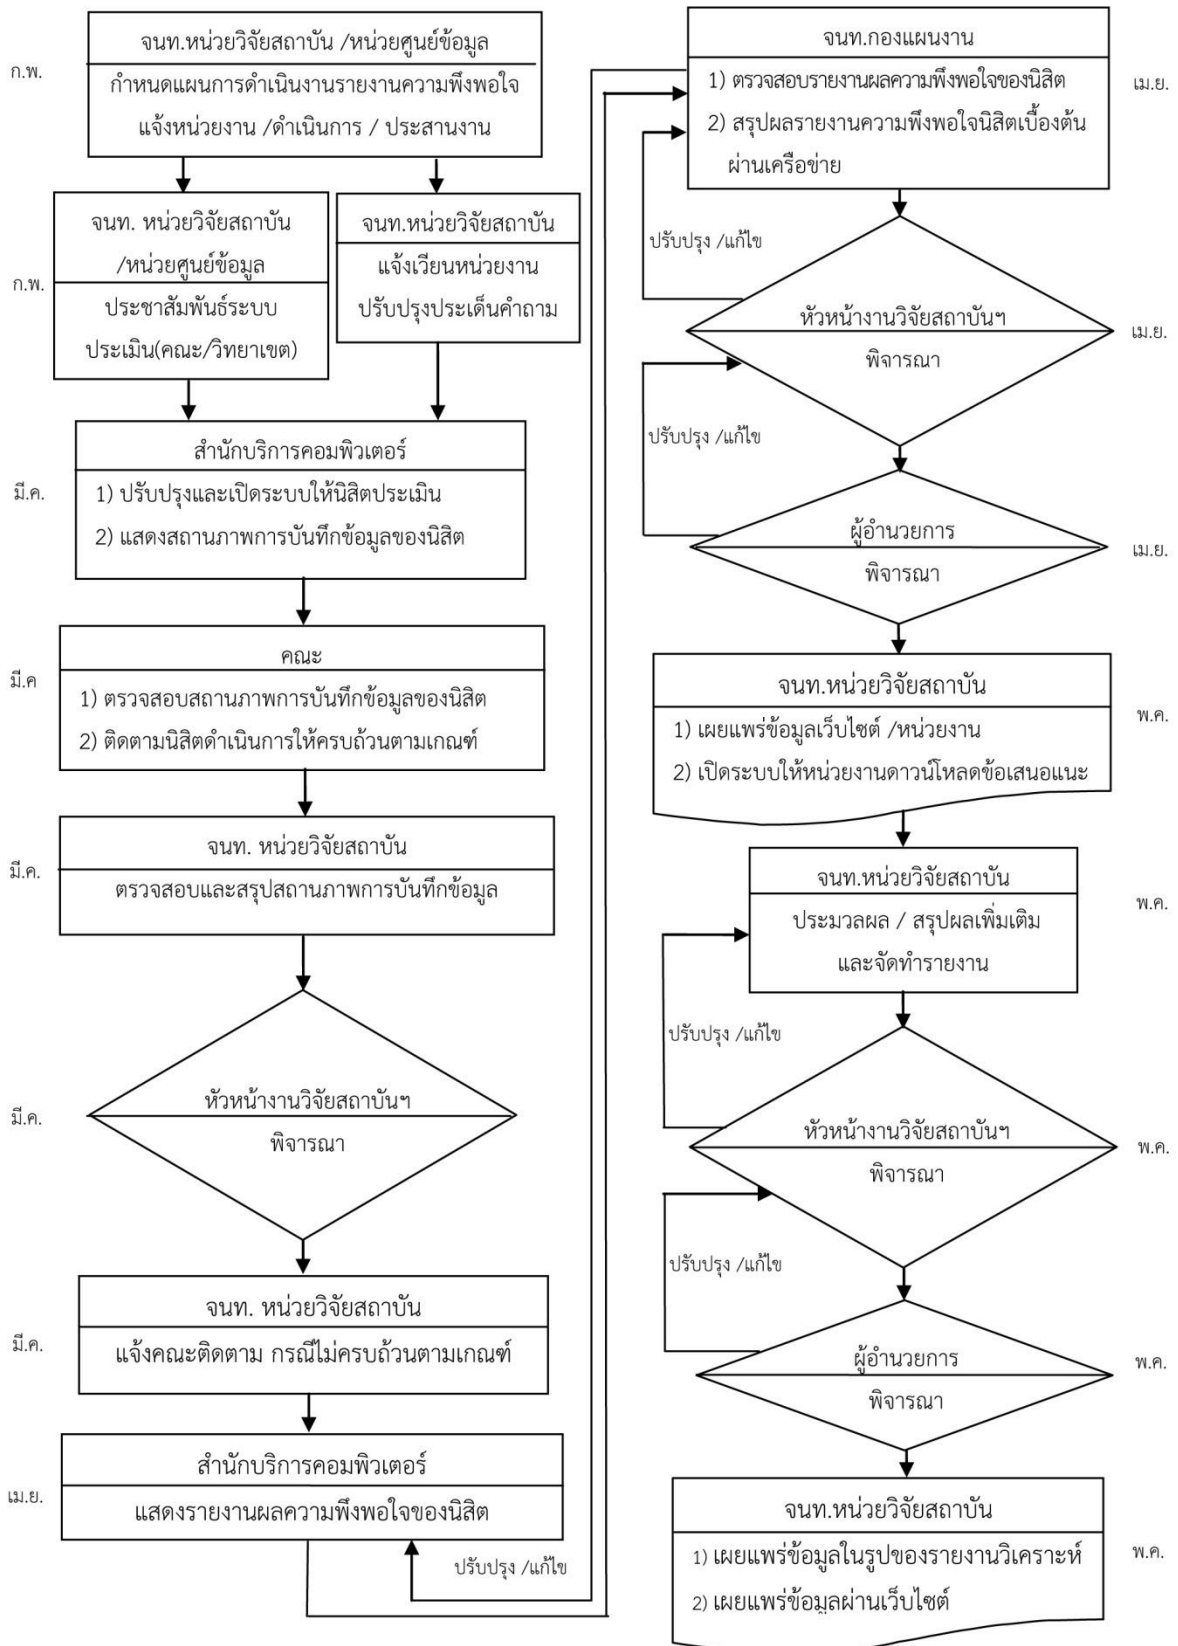 จนท.หน่วยวิจัยสถาบัน /หน่วยศูนย์ข้อมูล
ก.พ.
กำหนดแผนการดำเนินงานรายงานความพึงพอใจ
แจ้งหน่วยงาน /ดำเนินการ / ประสานงาน
จนท. หน่วยวิจัยสถาบัน
/หน่วยศูนย์ข้อมูล
ก.พ.
ประชาสัมพันธ์ระบบ
ประเมิน(คณะ/วิทยาเขต)
จนท.หน่วยวิจัยสถาบัน
แจ้งเวียนหน่วยงาน
ปรับปรุงประเด็นคำถาม
สำนักบริการคอมพิวเตอร์
มี.ค.
1) ปรับปรุงและเปิดระบบให้นิสิตประเมิน
2) แสดงสถานภาพการบันทึกข้อมูลของนิสิต
คณะ
มี.ค
1) ตรวจสอบสถานภาพการบันทึกข้อมูลของนิสิต
2) ติดตามนิสิตดำเนินการให้ครบถ้วนตามเกณฑ์
จนท. หน่วยวิจัยสถาบัน
มี.ค.
ตรวจสอบและสรุปสถานภาพการบันทึกข้อมูล
หัวหน้างานวิจัยสถาบันฯ
มี.ค.
พิจารณา
จนท. หน่วยวิจัยสถาบัน
มี.ค.
แจ้งคณะติดตาม กรณีไม่ครบถ้วนตามเกณฑ์
สำนักบริการคอมพิวเตอร์
เม.ย.
แสดงรายงานผลความพึงพอใจของนิสิต
ปรับปรุง /แก้ไข
จนท.กองแผนงาน
เม.ย.
1) ตรวจสอบรายงานผลความพึงพอใจของนิสิต
2) สรุปผลรายงานความพึงพอใจนิสิตเบื้องต้น
ผ่านเครือข่าย
ปรับปรุง /แก้ไข
หัวหน้างานวิจัยสถาบันฯ
เม.ย.
พิจารณา
ปรับปรุง /แก้ไข
ผู้อำนวยการ
เม.ย.
พิจารณา
จนท.หน่วยวิจัยสถาบัน
พ.ค.
1) เผยแพร่ข้อมูลเว็บไซต์ /หน่วยงาน
2) เปิดระบบให้หน่วยงานดาวน์โหลดข้อเสนอแนะ
จนท.หน่วยวิจัยสถาบัน
พ.ค.
ประมวลผล / สรุปผลเพิ่มเติม
และจัดทำรายงาน
ปรับปรุง /แก้ไข
หัวหน้างานวิจัยสถาบันฯ
พ.ค.
พิจารณา
ปรับปรุง /แก้ไข
ผู้อำนวยการ
พ.ค.
พิจารณา
จนท.หน่วยวิจัยสถาบัน
พ.ค.
1) เผยแพร่ข้อมูลในรูปของรายงานวิเคราะห์
2) เผยแพร่ข้อมูลผ่านเว็บไซต์